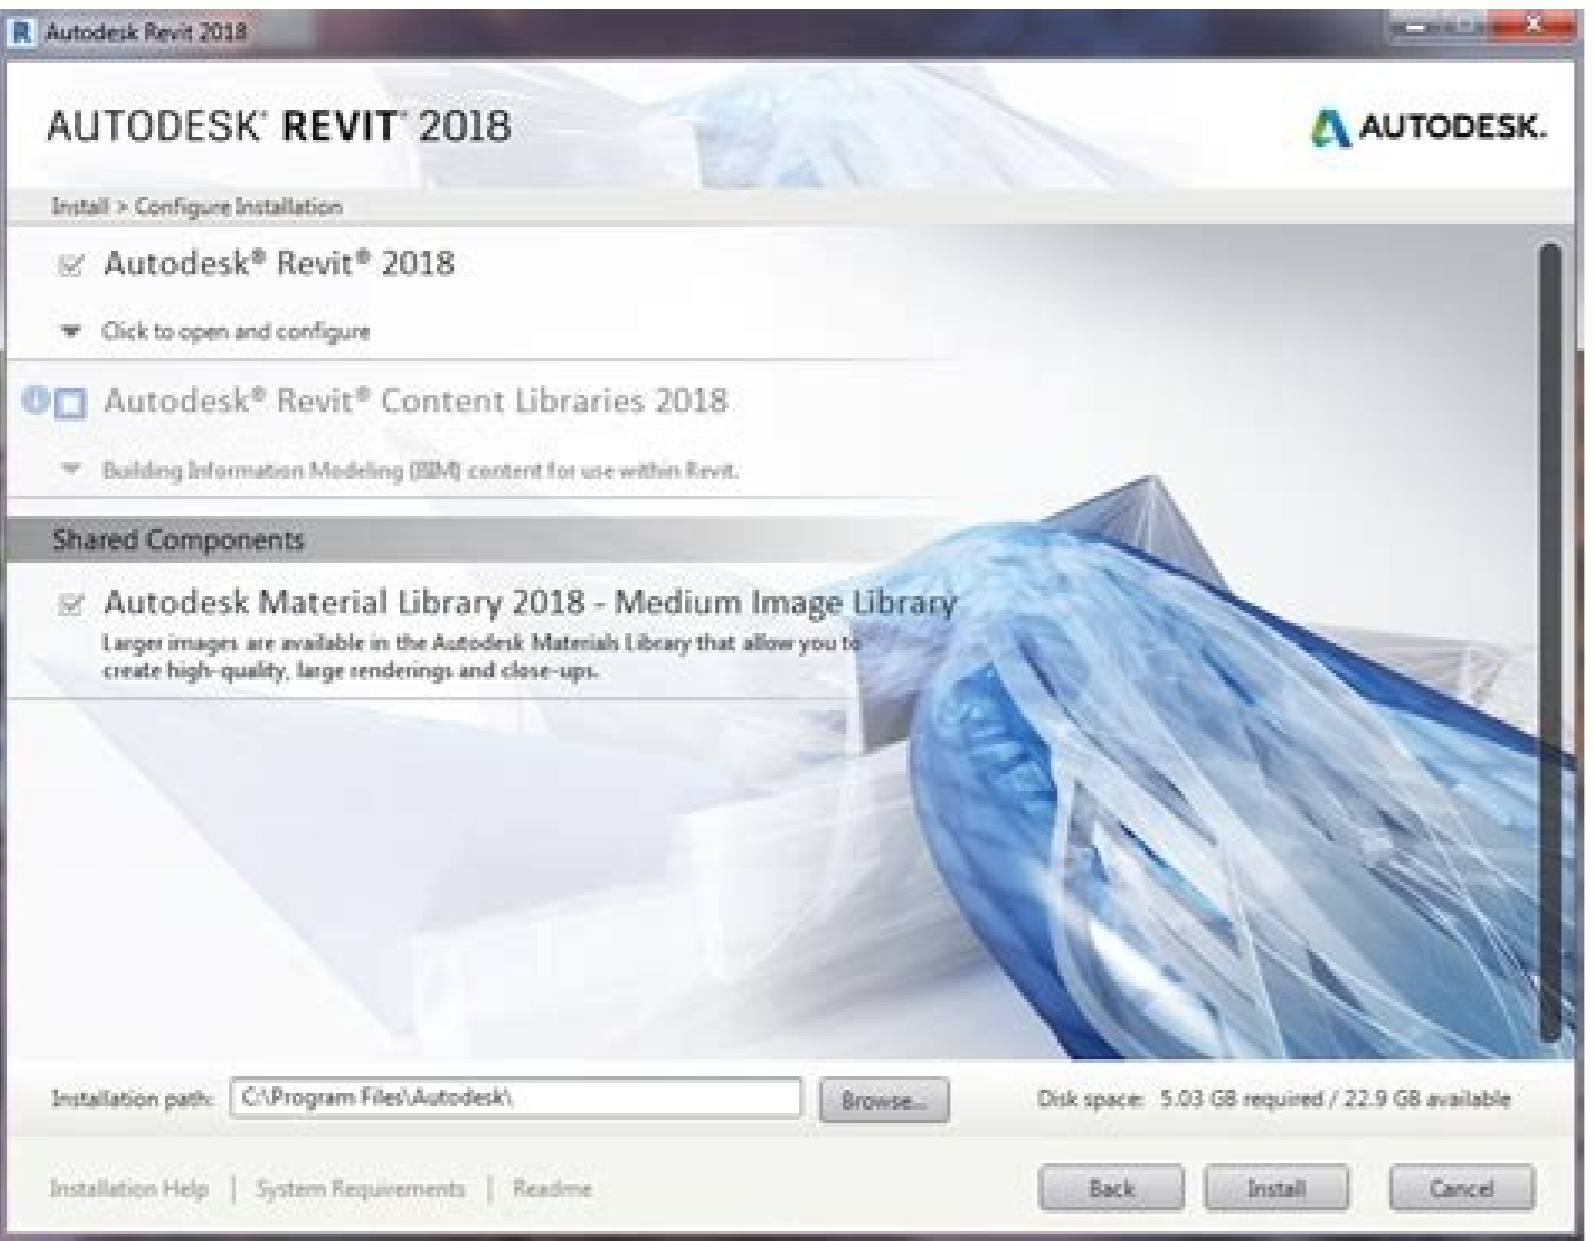 Autodesk Revit 2018
AUTODESK® REVIT® 2018
AUTODESK.
Install > Configure Installation
Autodesk® Revit® 2018
Click to open and configure
Autodesk® Revit® Content Libraries 2018
Building Information Modeling (BIM) content for use within Revit.
Shared Components
Autodesk Material Library 2018 - Medium Image Library
Larger images are available in the Autodesk Materials Library that allow you to
create high-quality, large renderings and close-ups.
Installation path: C:\Program Files\Autodesk\ Browse... Disk space: 5.03 GB required / 22.9 GB available
Installation Help | System Requirements | Readme Back Install Cancel